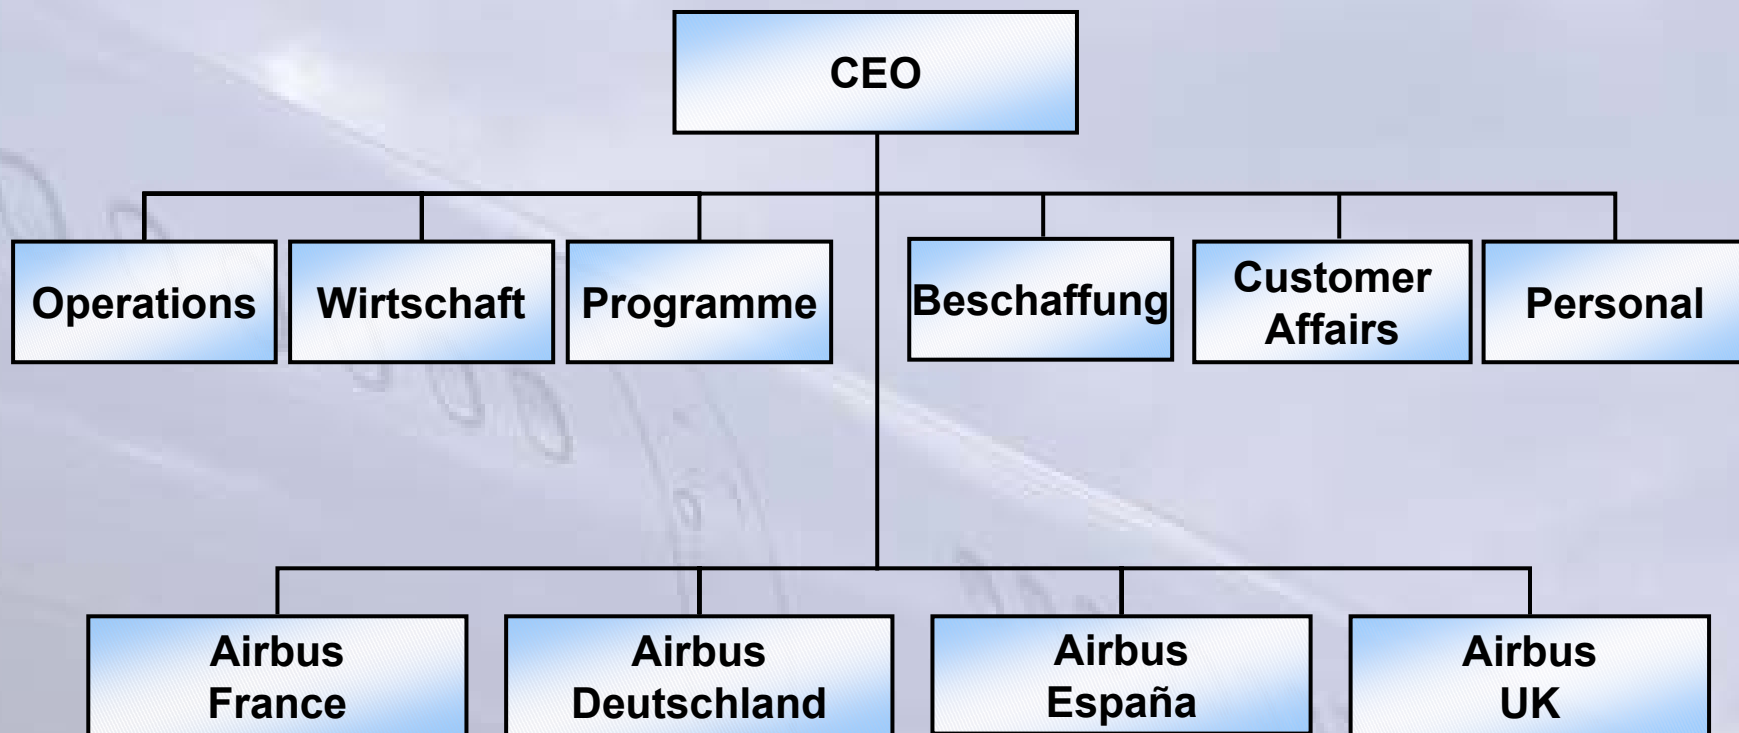 CEO
Operations
Wirtschaft
Programme
Beschaffung
Customer
Affairs
Personal
Airbus
France
Airbus
Deutschland
Airbus
España
Airbus
UK